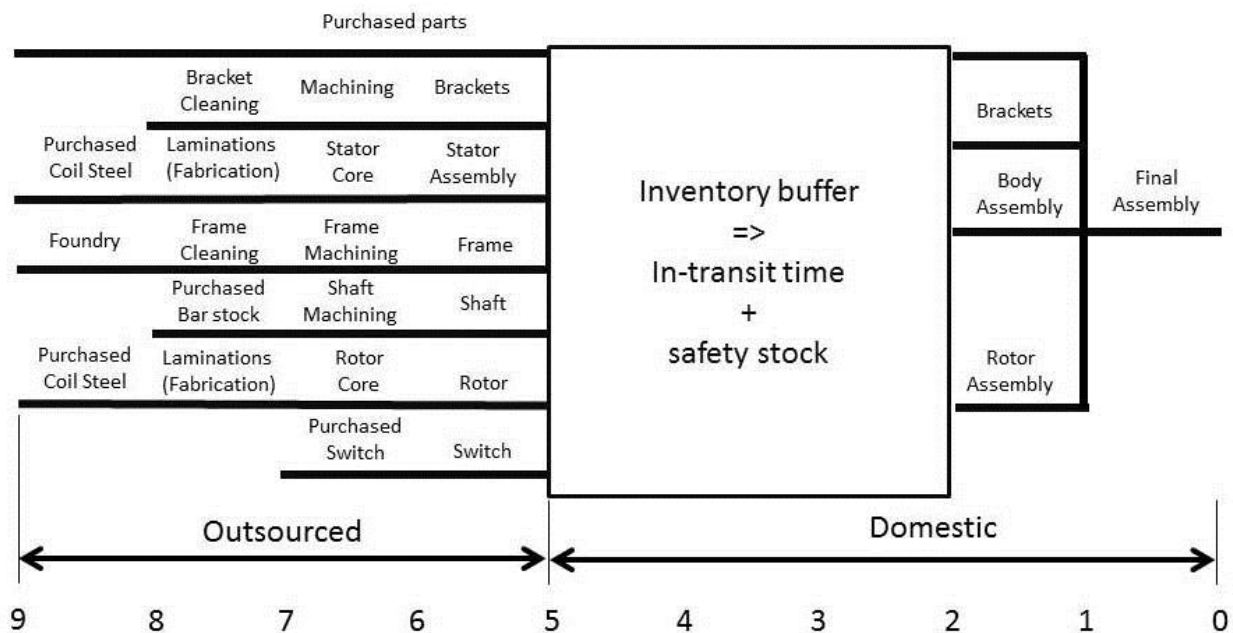 Purchased parts
Bracket
Cleaning
Machining
Brackets
Purchased
Coil Steel
Laminations
(Fabrication)
Stator
Core
Stator
Assembly
Foundry
Frame
Cleaning
Frame
Machining
Frame
Purchased
Bar stock
Shaft
Machining
Shaft
Purchased
Coil Steel
Laminations
(Fabrication)
Rotor
Core
Rotor
Purchased
Switch
Switch
Inventory buffer
=>
In-transit time
+
safety stock
Brackets
Body
Assembly
Final
Assembly
Rotor
Assembly
Outsourced
Domestic
9 8 7 6 5 4 3 2 1 0